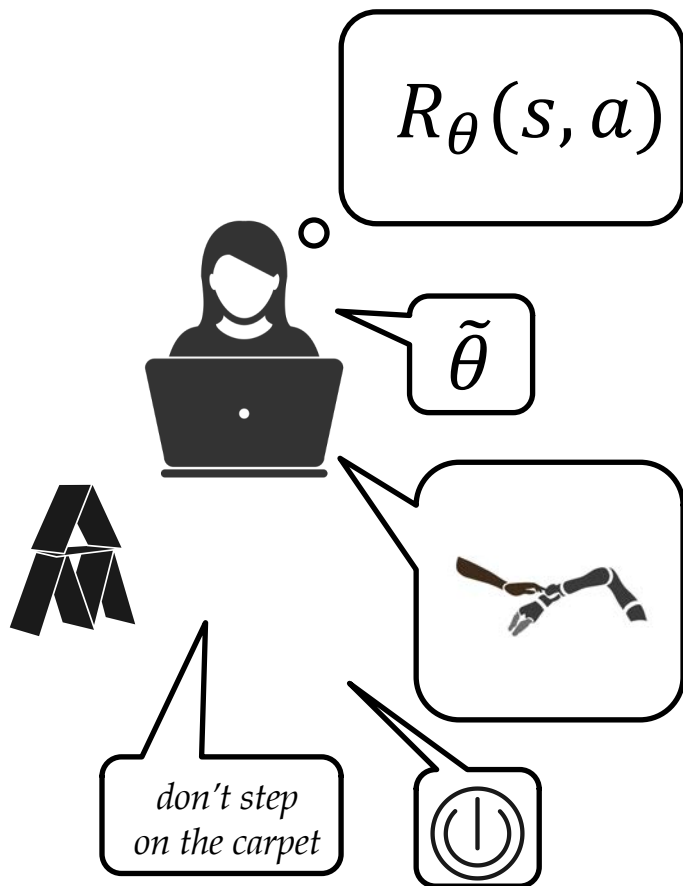 R_θ(s, a)
θ̃
don't step
on the carpet